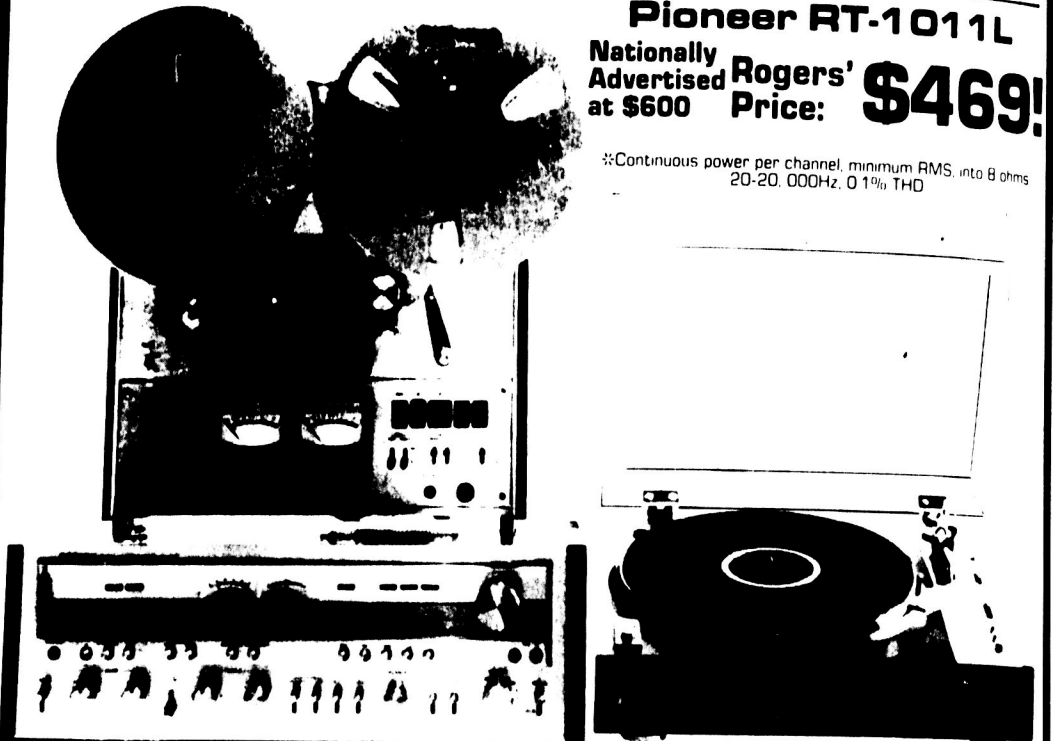 Pioneer RT-1011L
Nationally
Advertised
at $600
Rogers'
Price:
$469!
※Continuous power per channel, minimum RMS, into 8 ohms
20-20, 000Hz, 0 1% THD